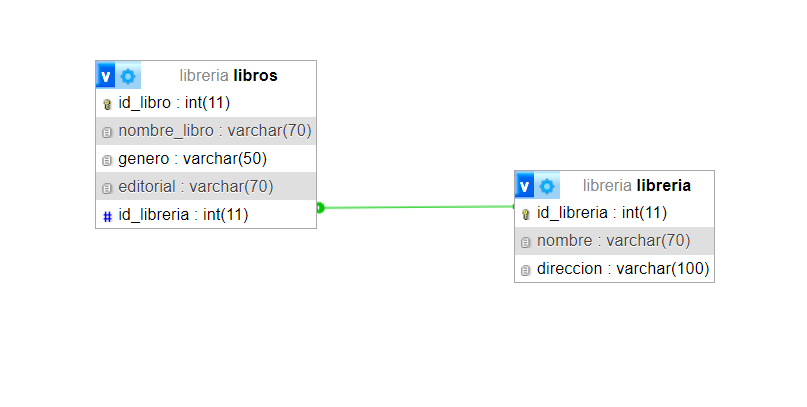 v libreria libros
id_libro : int(11)
nombre_libro : varchar(70)
genero : varchar(50)
editorial : varchar(70)
# id_libreria : int(11)
v libreria libreria
id_libreria : int(11)
nombre : varchar(70)
direccion : varchar(100)